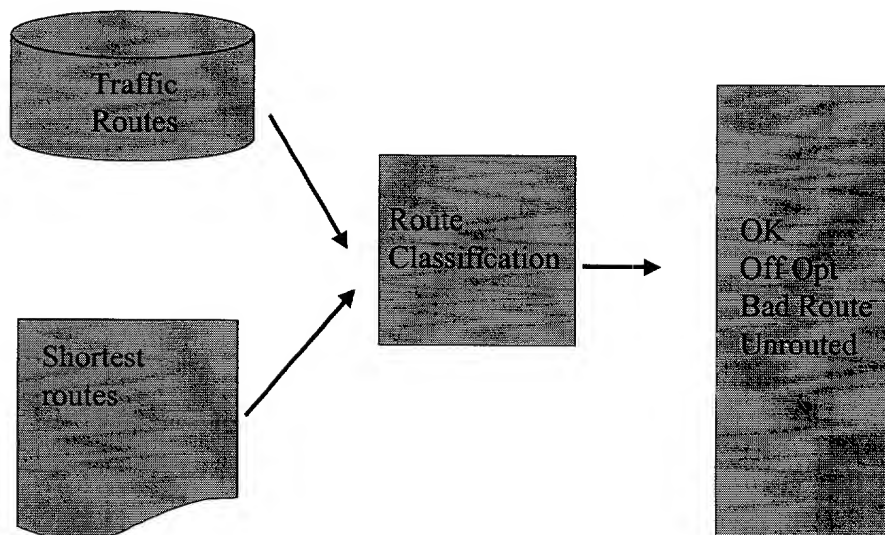 Traffic
Routes
Shortest
routes
Route
Classification
OK
Off Opt
Bad Route
Unrouted